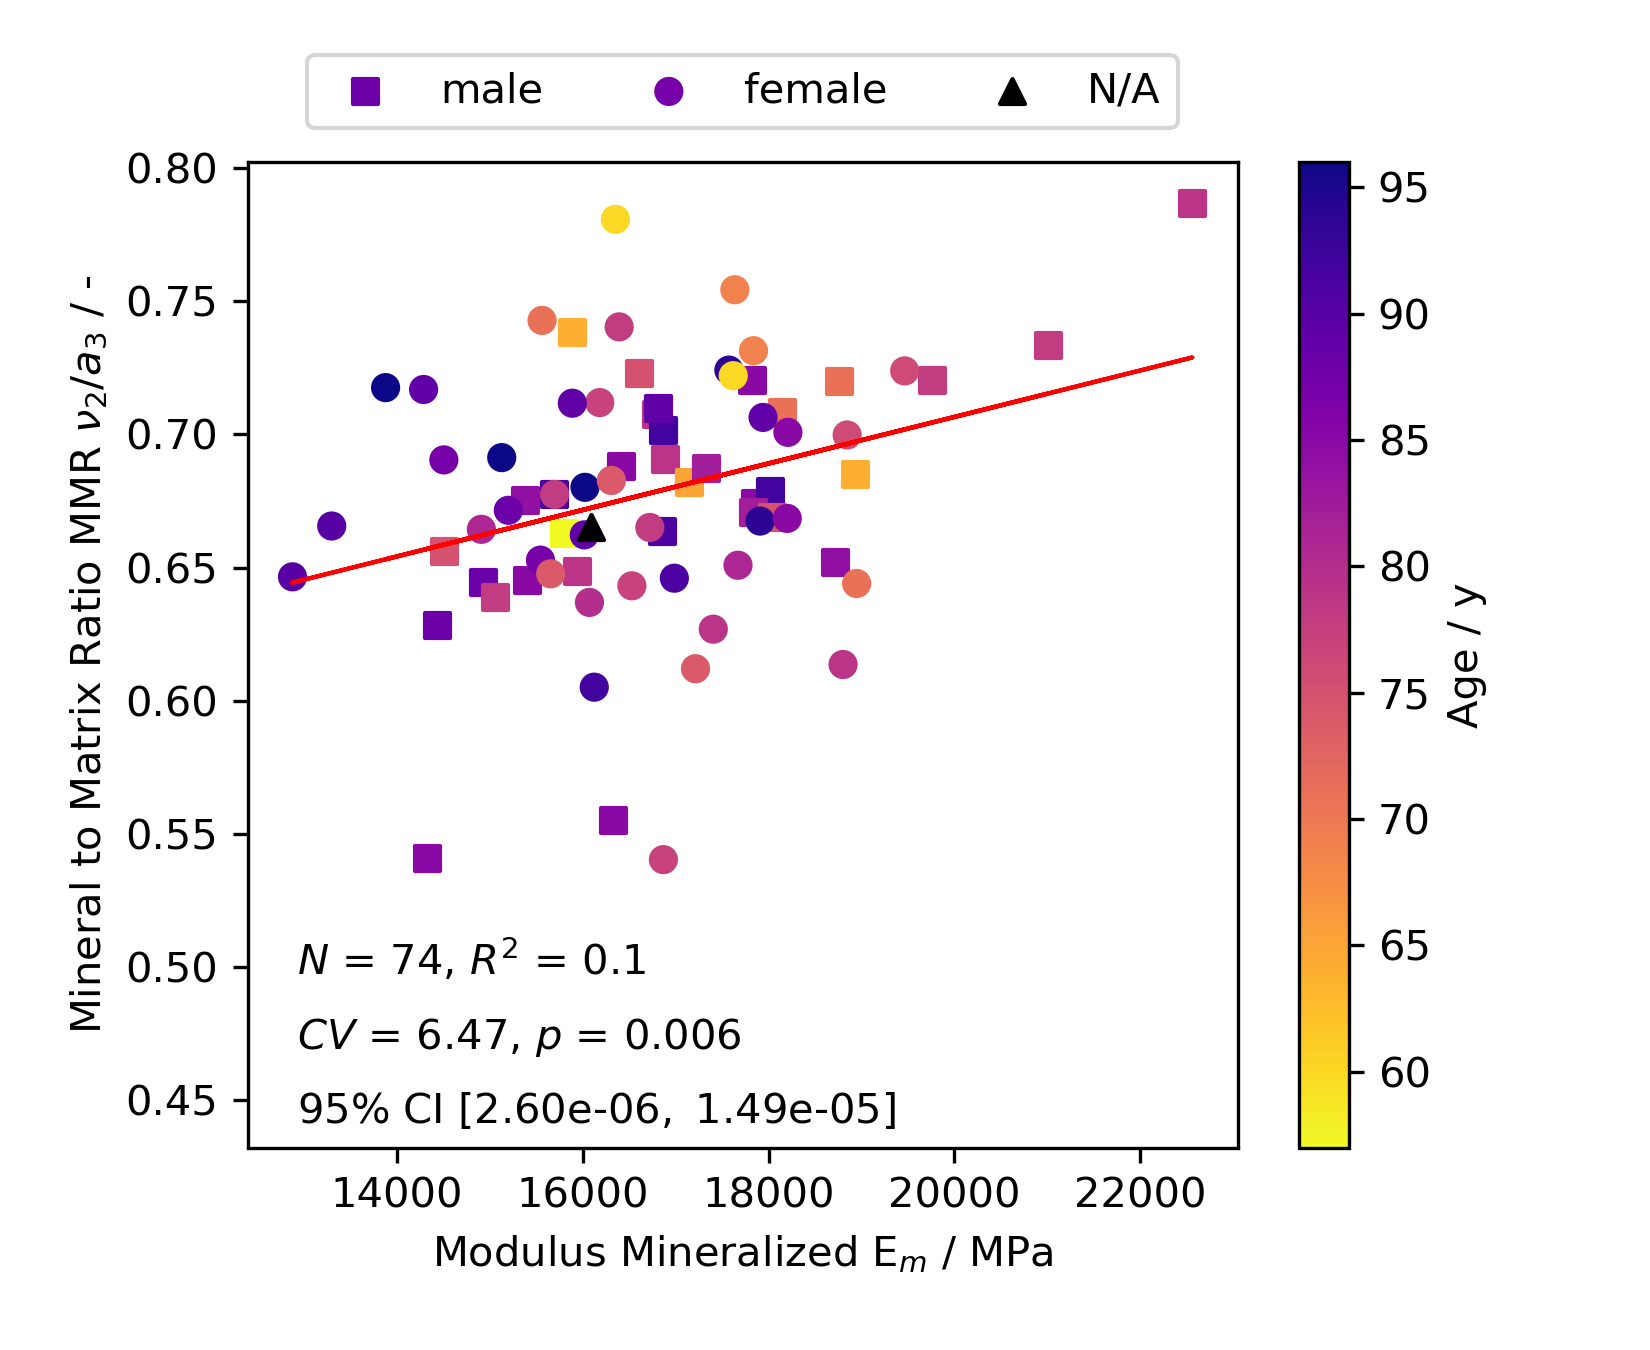 male female N/A
0.80
0.75
0.70
0.65
0.60
0.55
0.50
0.45
Mineral to Matrix Ratio MMR ν₂/a₃ / -
N = 74, R² = 0.1
CV = 6.47, p = 0.006
95% CI [2.60e-06, 1.49e-05]
14000 16000 18000 20000 22000
Modulus Mineralized Eₘ / MPa
95
90
85
80
75
70
65
60
Age / y